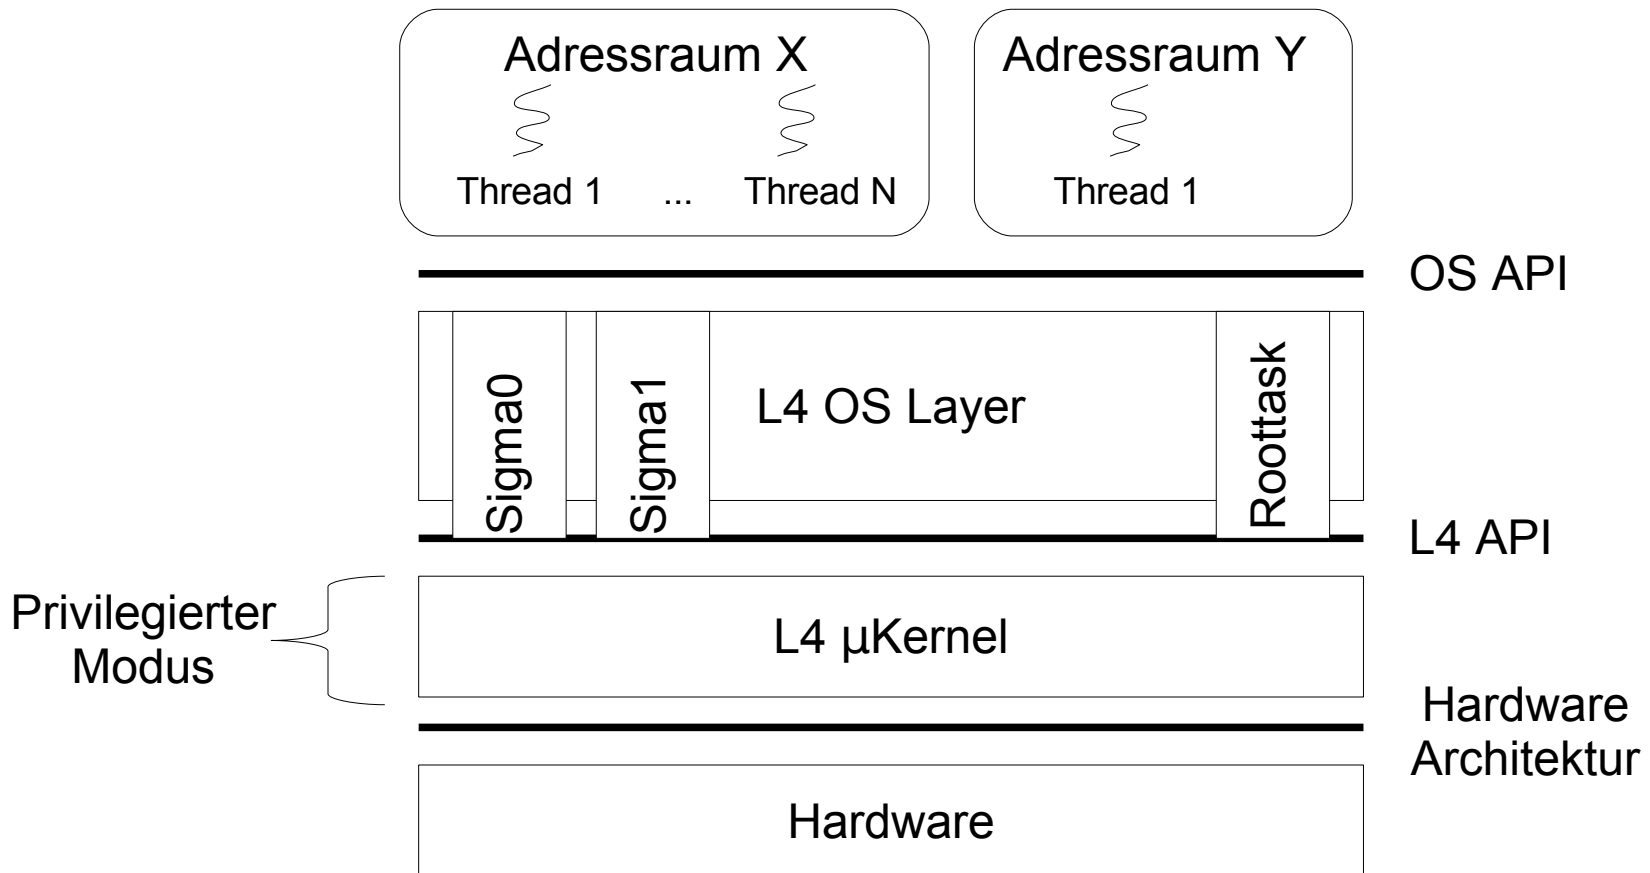 Adressraum X
Adressraum Y
Thread 1 ... Thread N
Thread 1
OS API
Sigma0
Sigma1
L4 OS Layer
Roottask
L4 API
Privilegierter
Modus
L4 µKernel
Hardware
Architektur
Hardware